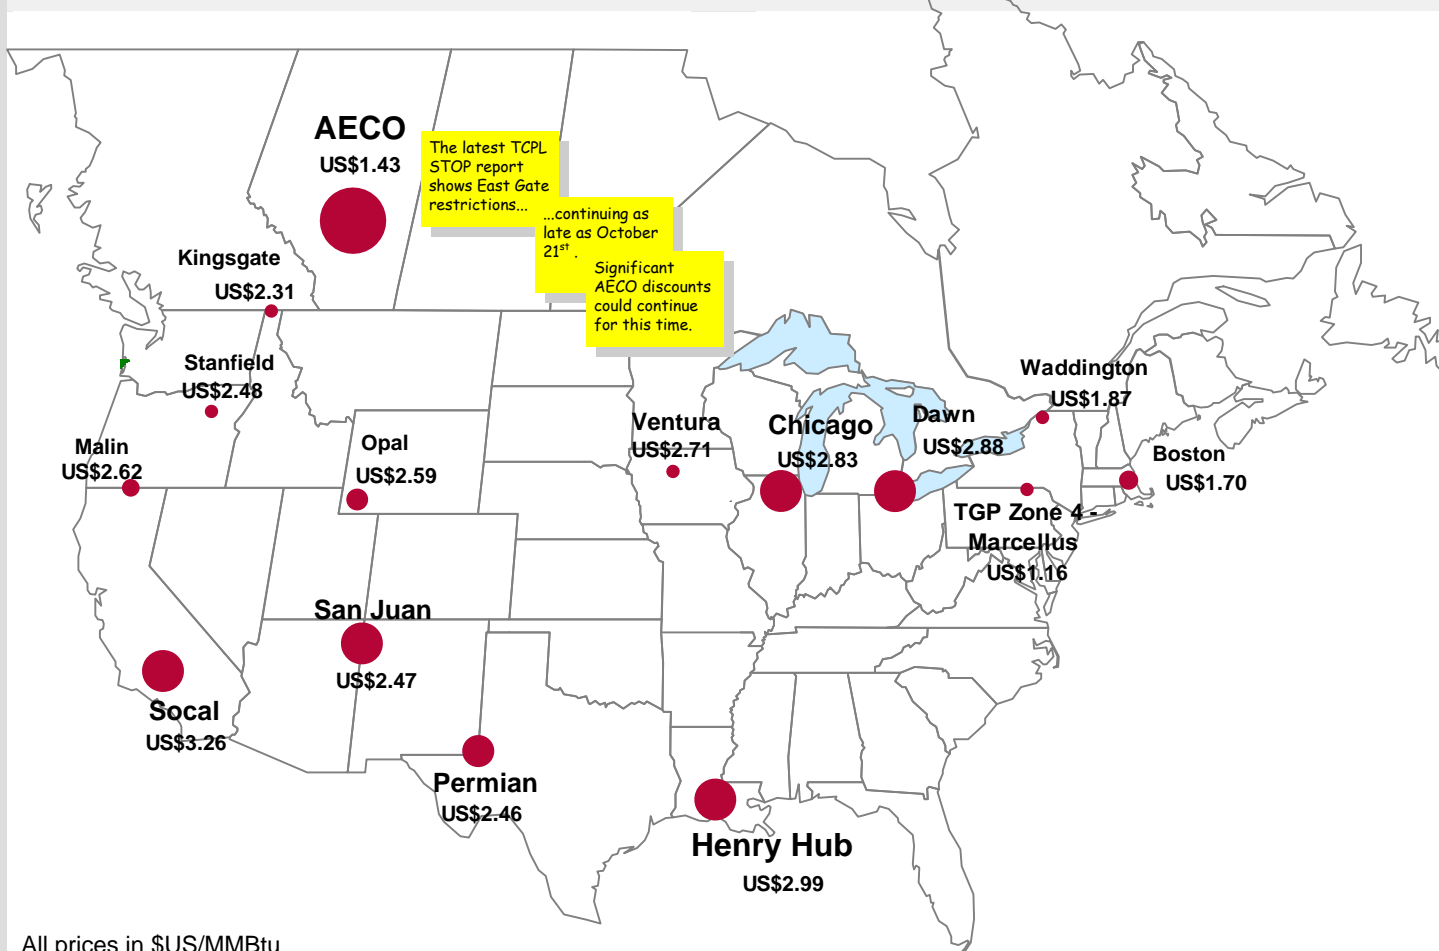 AECO
US$1.43
The latest TCPL
STOP report
shows East Gate
restrictions...
...continuing as
late as October
21st .
Significant
AECO discounts
could continue
for this time.
Kingsgate
US$2.31
Stanfield
US$2.48
Malin
US$2.62
Opal
US$2.59
Ventura
US$2.71
Chicago
US$2.83
Dawn
US$2.88
Waddington
US$1.87
Boston
US$1.70
TGP Zone 4 -
Marcellus
US$1.16
San Juan
US$2.47
Socal
US$3.26
Permian
US$2.46
Henry Hub
US$2.99
All prices in $US/MMBtu